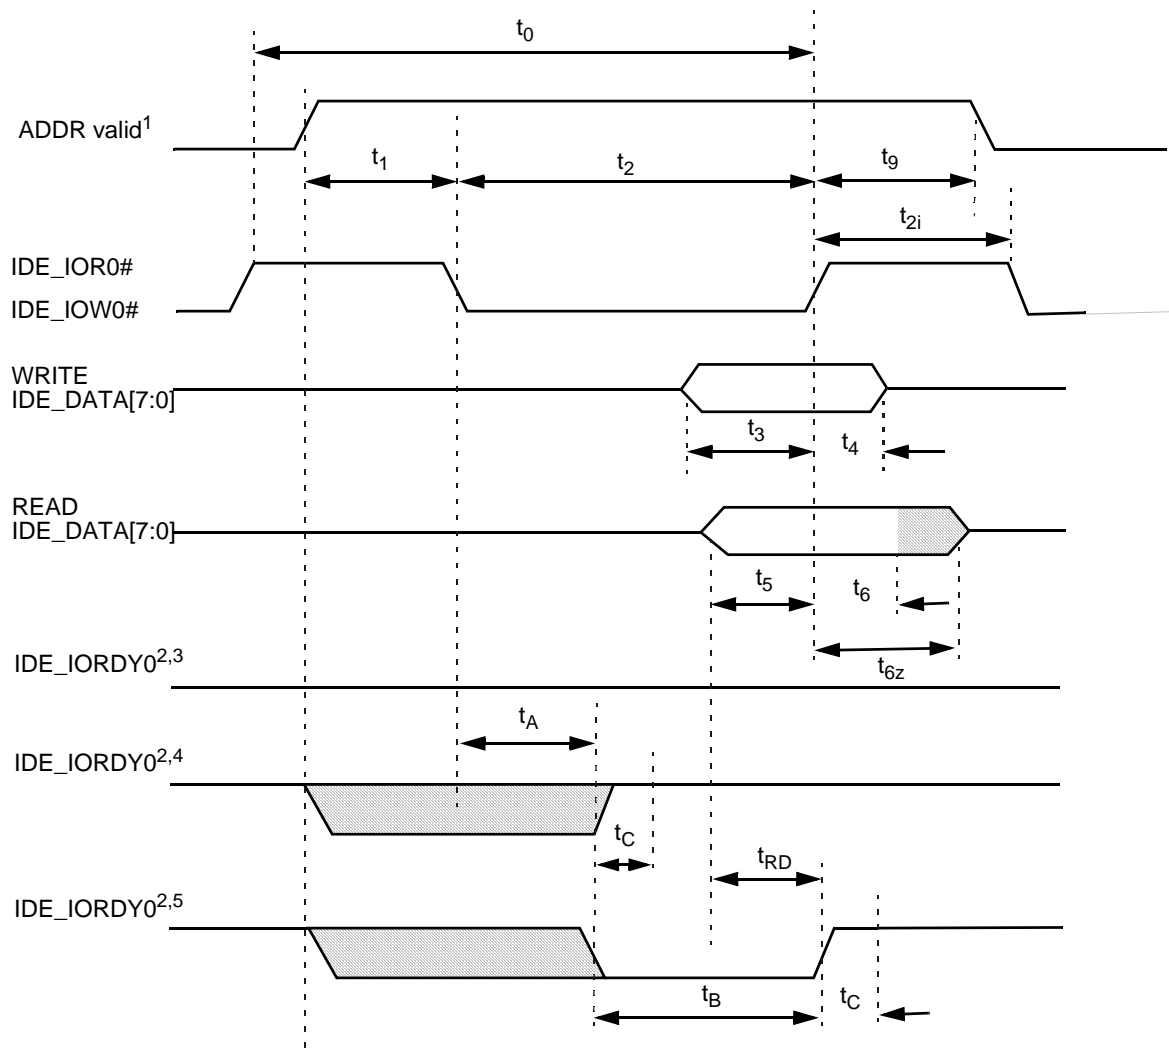 t0
ADDR valid1
t1
t2
t9
t2i
IDE_IOR0#
IDE_IOW0#
WRITE
IDE_DATA[7:0]
t3
t4
READ
IDE_DATA[7:0]
t5
t6
t6z
IDE_IORDY02,3
tA
IDE_IORDY02,4
tC
tRD
IDE_IORDY02,5
tB
tC